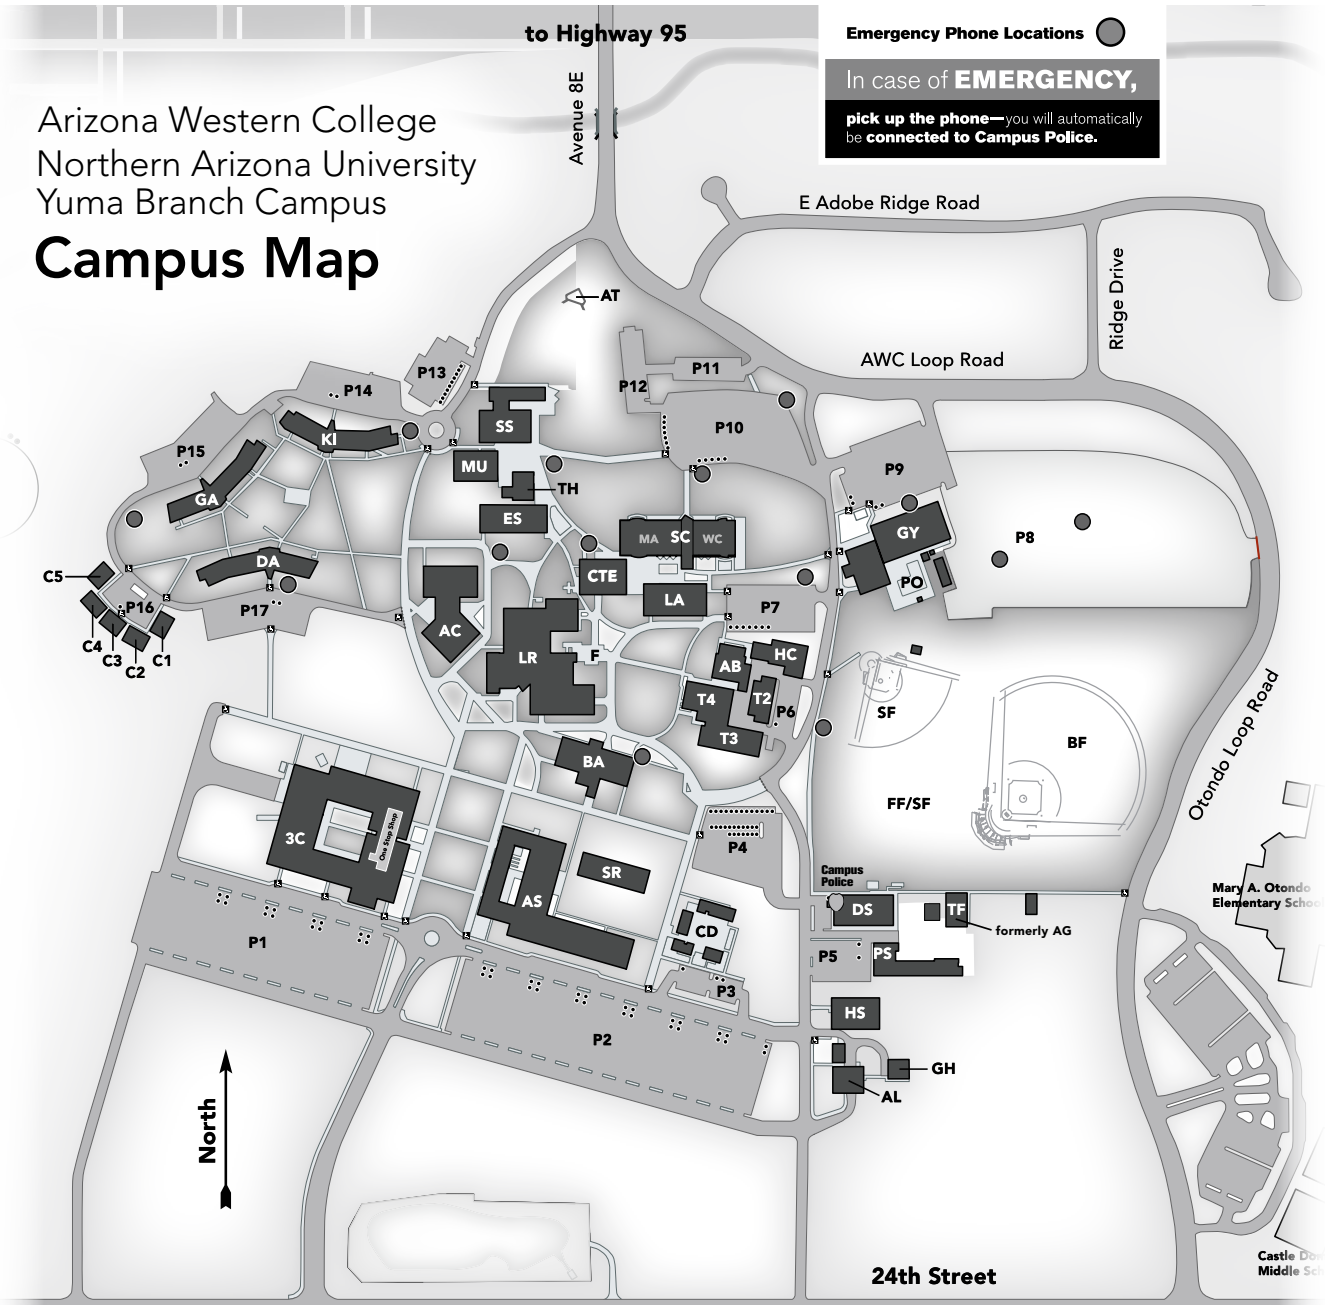 to Highway 95
Emergency Phone Locations
In case of EMERGENCY,
pick up the phone—you will automatically
be connected to Campus Police.
Avenue 8E
Arizona Western College
Northern Arizona University
Yuma Branch Campus
Campus Map
E Adobe Ridge Road
Ridge Drive
AWC Loop Road
AT
P13
P14
P12
P11
P10
SS
KI
P15
MU
TH
P9
GA
ES
MA
SC
WC
GY
P8
DA
C5
CTE
PO
P16
P17
LA
P7
C4
C3
C2
C1
AC
LR
F
AB
HC
T4
T2
P6
T3
SF
BF
BA
FF/SF
Otondo Loop Road
3C
One Stop Shop
P4
SR
AS
Campus
Police
DS
TF
formerly AG
Mary A. Otondo
Elementary School
CD
P1
P5
PS
P3
HS
P2
GH
AL
North
24th Street
Castle
Middle